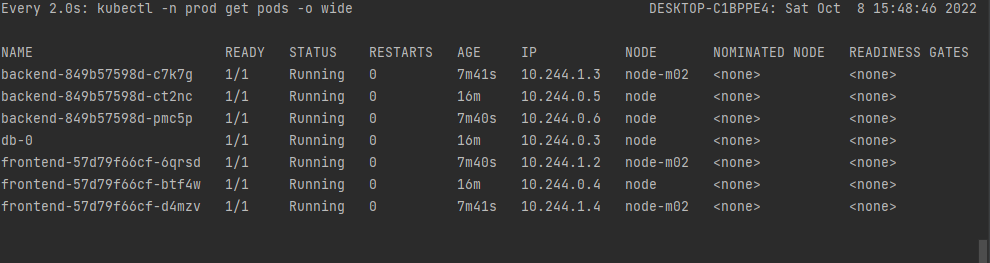 Every 2.0s: kubectl -n prod get pods -o wide DESKTOP-C1BPPE4: Sat Oct  8 15:48:46 2022
NAME READY STATUS RESTARTS AGE IP NODE NOMINATED NODE READINESS GATES
backend-849b57598d-c7k7g 1/1 Running 0 7m41s 10.244.1.3 node-m02 <none> <none>
backend-849b57598d-ct2nc 1/1 Running 0 16m 10.244.0.5 node <none> <none>
backend-849b57598d-pmc5p 1/1 Running 0 7m40s 10.244.0.6 node <none> <none>
db-0 1/1 Running 0 16m 10.244.0.3 node <none> <none>
frontend-57d79f66cf-6qrsd 1/1 Running 0 7m40s 10.244.1.2 node-m02 <none> <none>
frontend-57d79f66cf-btf4w 1/1 Running 0 16m 10.244.0.4 node <none> <none>
frontend-57d79f66cf-d4mzv 1/1 Running 0 7m41s 10.244.1.4 node-m02 <none> <none>